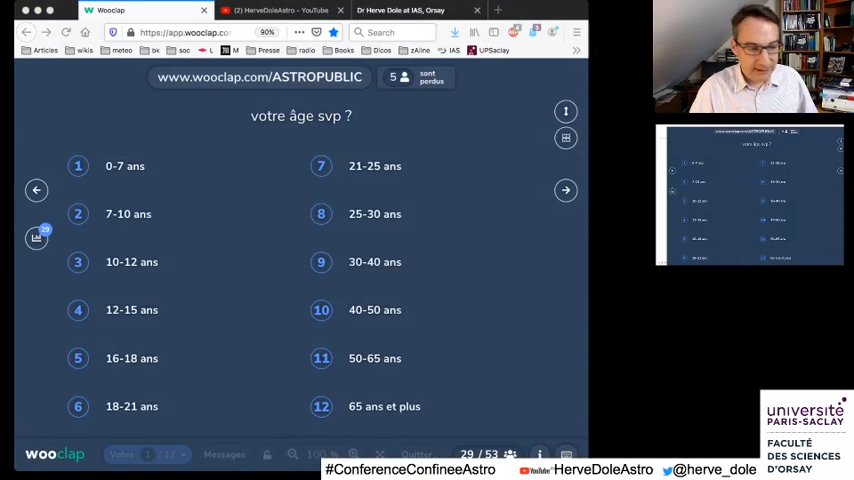 Wooclap
(2) HerveDoleAstro - YouTube
Dr Herve Dole at IAS, Orsay
https://app.wooclap.co
90%
Search
Articles wikis meteo bk soc L M Presse radio Books Dicos zAline IAS UPSaclay
www.wooclap.com/ASTROPUBLIC
5 sont
perdus
votre âge svp ?
1 0-7 ans
2 7-10 ans
3 10-12 ans
4 12-15 ans
5 16-18 ans
6 18-21 ans
7 21-25 ans
8 25-30 ans
9 30-40 ans
10 40-50 ans
11 50-65 ans
12 65 ans et plus
29
wooclap Votes 1 / 12 Messages 100 % Quitter 29 / 53
#ConferenceConfineeAstro YouTube HerveDoleAstro @herve_dole
université
PARIS-SACLAY
FACULTÉ
DES SCIENCES
D'ORSAY